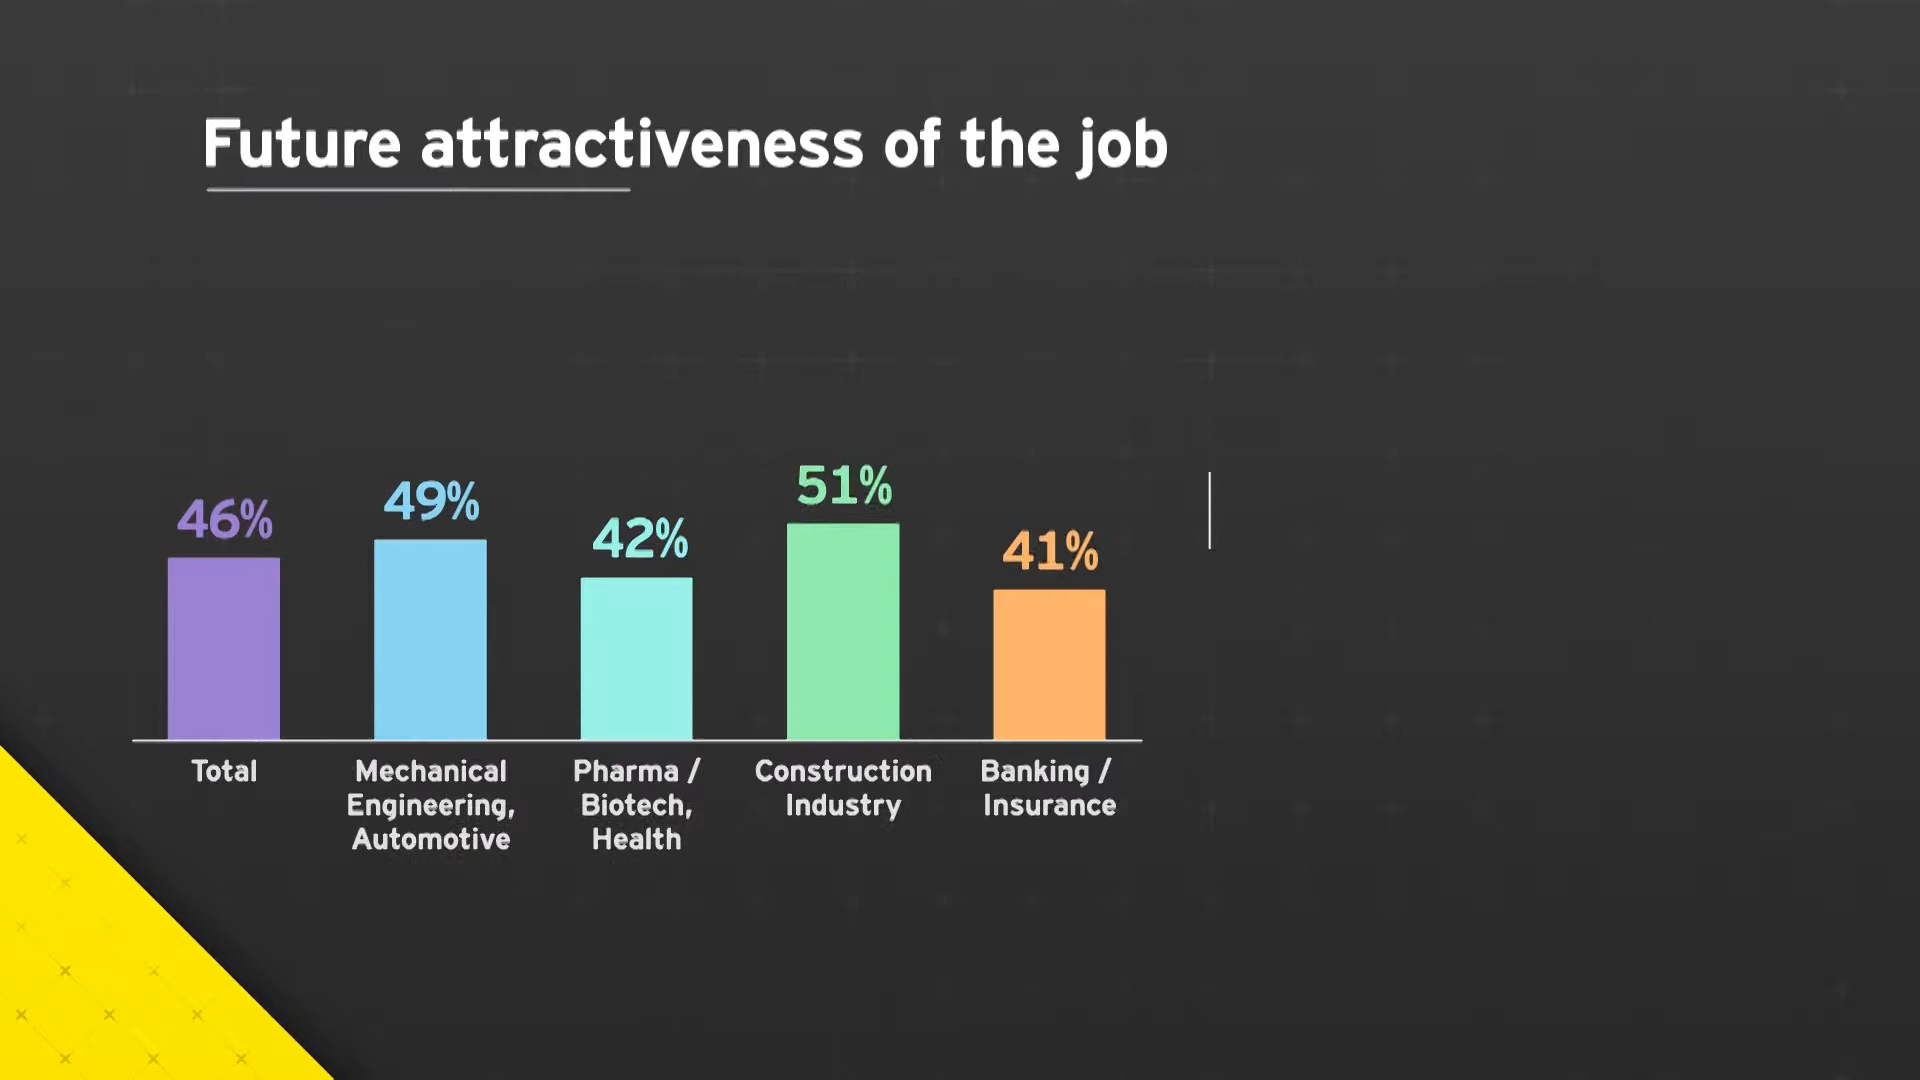 Future attractiveness of the job
46%
49%
42%
51%
41%
Total
Mechanical
Engineering,
Automotive
Pharma /
Biotech,
Health
Construction
Industry
Banking /
Insurance